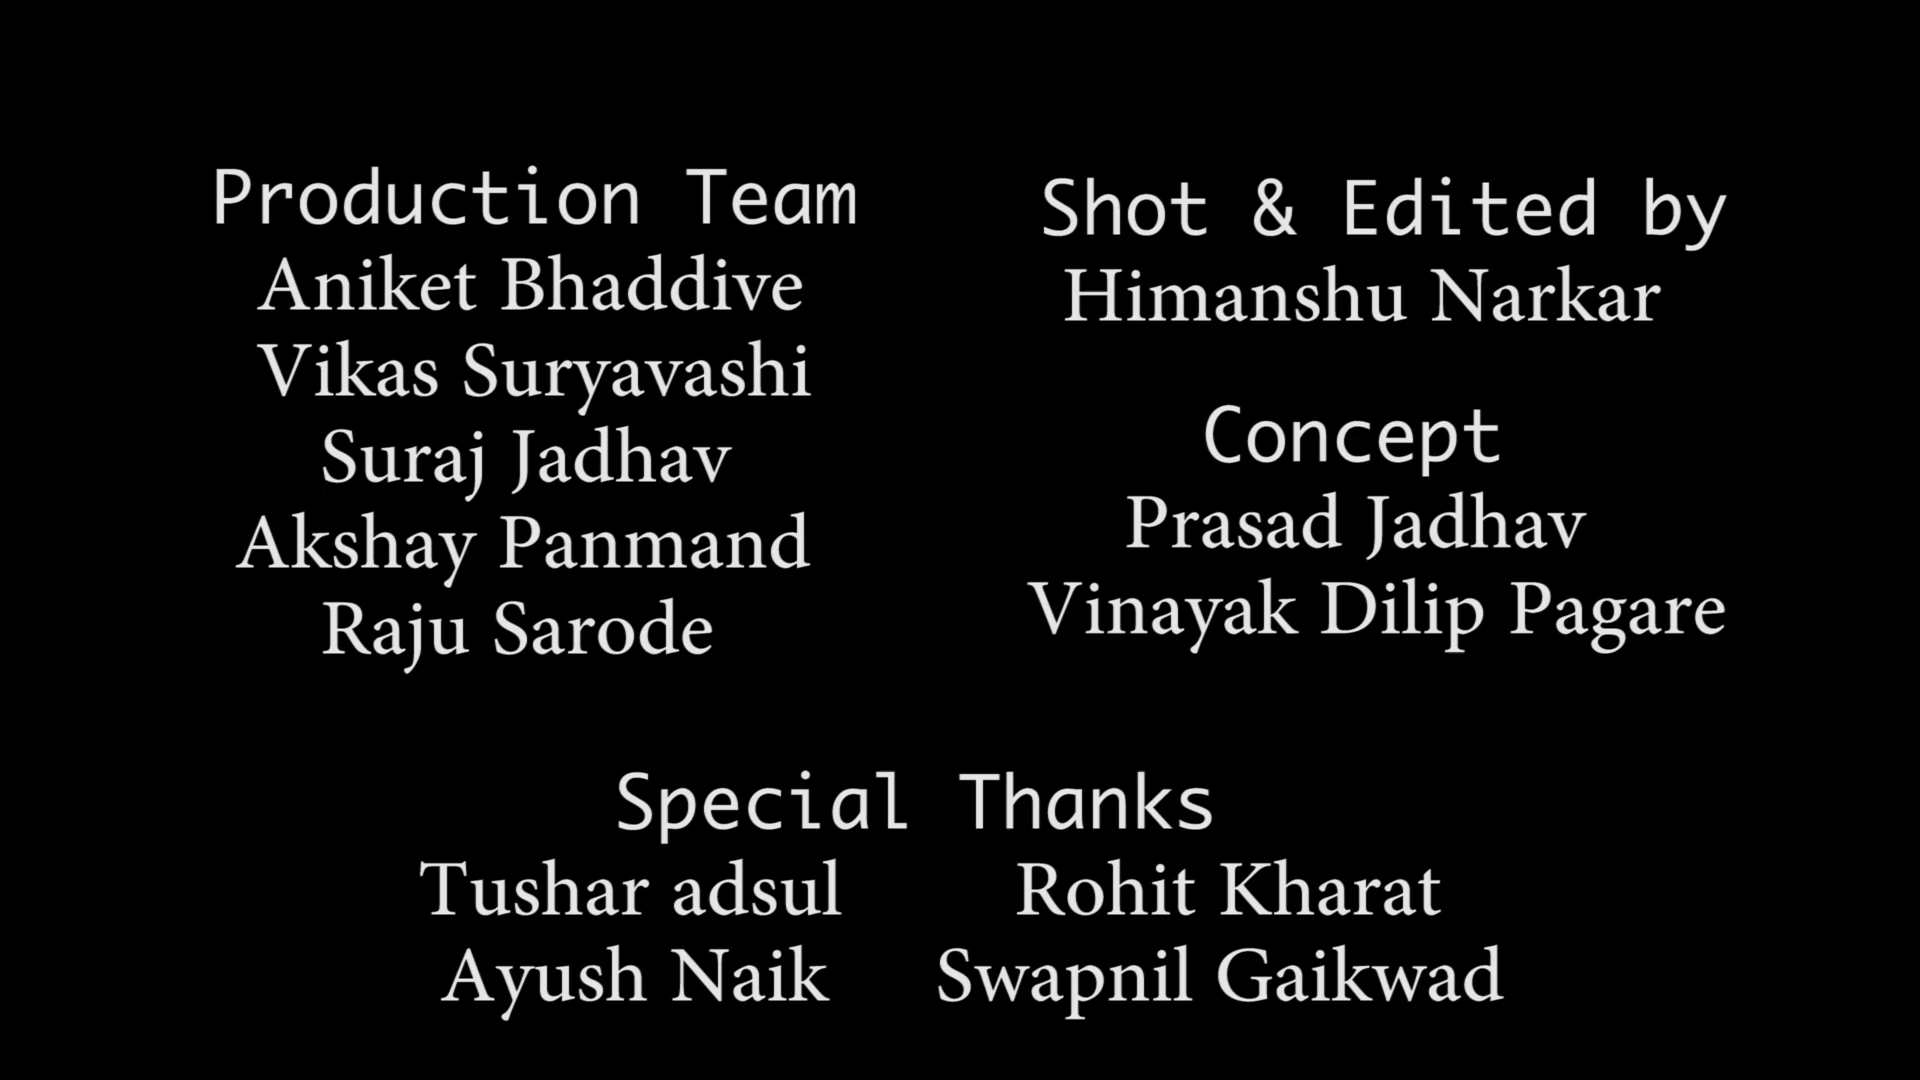 Production Team
Aniket Bhaddive
Vikas Suryavashi
Suraj Jadhav
Akshay Panmand
Raju Sarode
Shot & Edited by
Himanshu Narkar
Concept
Prasad Jadhav
Vinayak Dilip Pagare
Special Thanks
Tushar adsul Rohit Kharat
Ayush Naik Swapnil Gaikwad